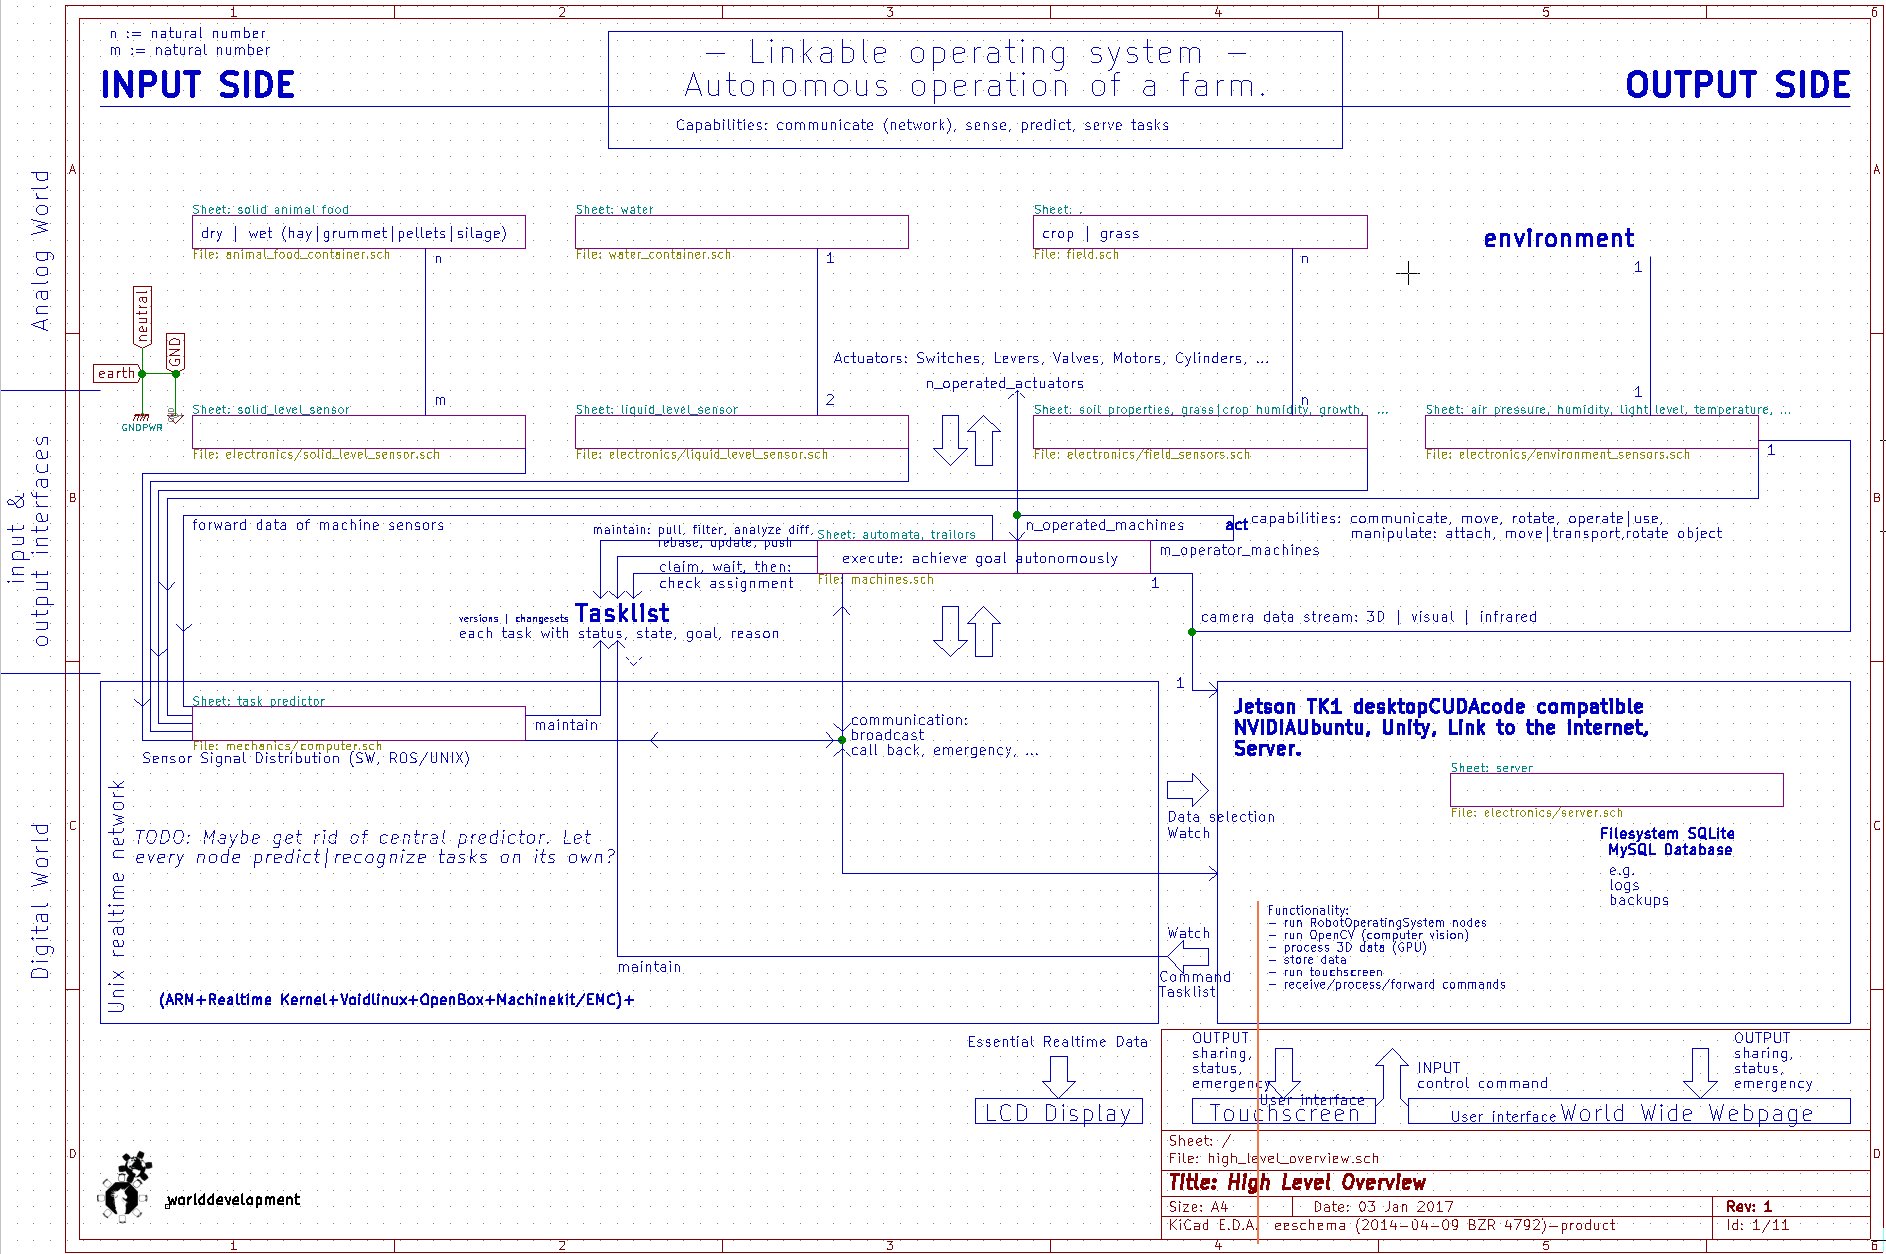 1 2 3 4 5 6
n := natural number
m := natural number
INPUT SIDE
– Linkable operating system –
Autonomous operation of a farm.
Capabilities: communicate (network), sense, predict, serve tasks
OUTPUT SIDE
A A
Analog World
Sheet: solid animal food
dry | wet (hay|grummet|pellets|silage)
File: animal_food_container.sch
n
Sheet: water
File: water_container.sch
1
Sheet: .
crop | grass
File: field.sch
n
environment
1
neutral
GND
earth
GNDPWR
GND
m
2
n
1
Actuators: Switches, Levers, Valves, Motors, Cylinders, ...
n_operated_actuators
input &
output interfaces
Sheet: solid_level_sensor
File: electronics/solid_level_sensor.sch
Sheet: liquid_level_sensor
File: electronics/liquid_level_sensor.sch
Sheet: soil properties, grass|crop humidity, growth, ...
File: electronics/field_sensors.sch
Sheet: air pressure, humidity, light level, temperature, ...
File: electronics/environment_sensors.sch
1
B B
forward data of machine sensors
maintain: pull, filter, analyze diff,
rebase, update, push
claim, wait, then:
check assignment
Sheet: automata, trailors
execute: achieve goal autonomously
File: machines.sch
n_operated_machines
m_operator_machines
1
act capabilities: communicate, move, rotate, operate|use,
manipulate: attach, move|transport,rotate object
versions | changesets Tasklist
each task with status, state, goal, reason
camera data stream: 3D | visual | infrared
1
Digital World
Unix realtime network
Sheet: task predictor
File: mechanics/computer.sch
maintain
Sensor Signal Distribution (SW, ROS/UNIX)
communication:
broadcast
call back, emergency, ...
TODO: Maybe get rid of central predictor. Let
every node predict|recognize tasks on its own?
maintain
(ARM+Realtime Kernel+Voidlinux+OpenBox+Machinekit/EMC)+
C C
Data selection
Watch
Watch
Command
Tasklist
Jetson TK1 desktopCUDAcode compatible
NVIDIAUbuntu, Unity, Link to the Internet,
Server.
Sheet: server
File: electronics/server.sch
Filesystem SQLite
MySQL Database
e.g.
logs
backups
Functionality:
– run RobotOperatingSystem nodes
– run OpenCV (computer vision)
– process 3D data (GPU)
– store data
– run touchscreen
– receive/process/forward commands
Essential Realtime Data
LCD Display
OUTPUT
sharing,
status,
emergency
User interface
Touchscreen
INPUT
control command
OUTPUT
sharing,
status,
emergency
User interface World Wide Webpage
D D
Sheet: /
File: high_level_overview.sch
Title: High Level Overview
Size: A4 Date: 03 Jan 2017 Rev: 1
KiCad E.D.A. eeschema (2014-04-09 BZR 4792)-product Id: 1/11
worlddevelopment
1 2 3 4 5 6